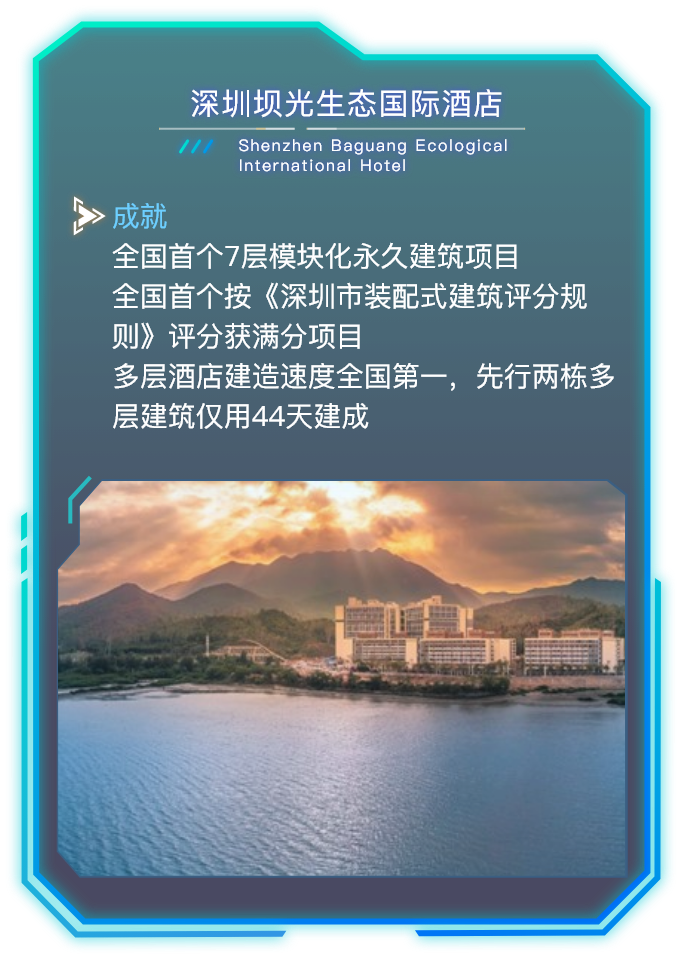 深圳坝光生态国际酒店
Shenzhen Baguang Ecological
International Hotel
成就
全国首个7层模块化永久建筑项目
全国首个按《深圳市装配式建筑评分规
则》评分获满分项目
多层酒店建造速度全国第一，先行两栋多
层建筑仅用44天建成